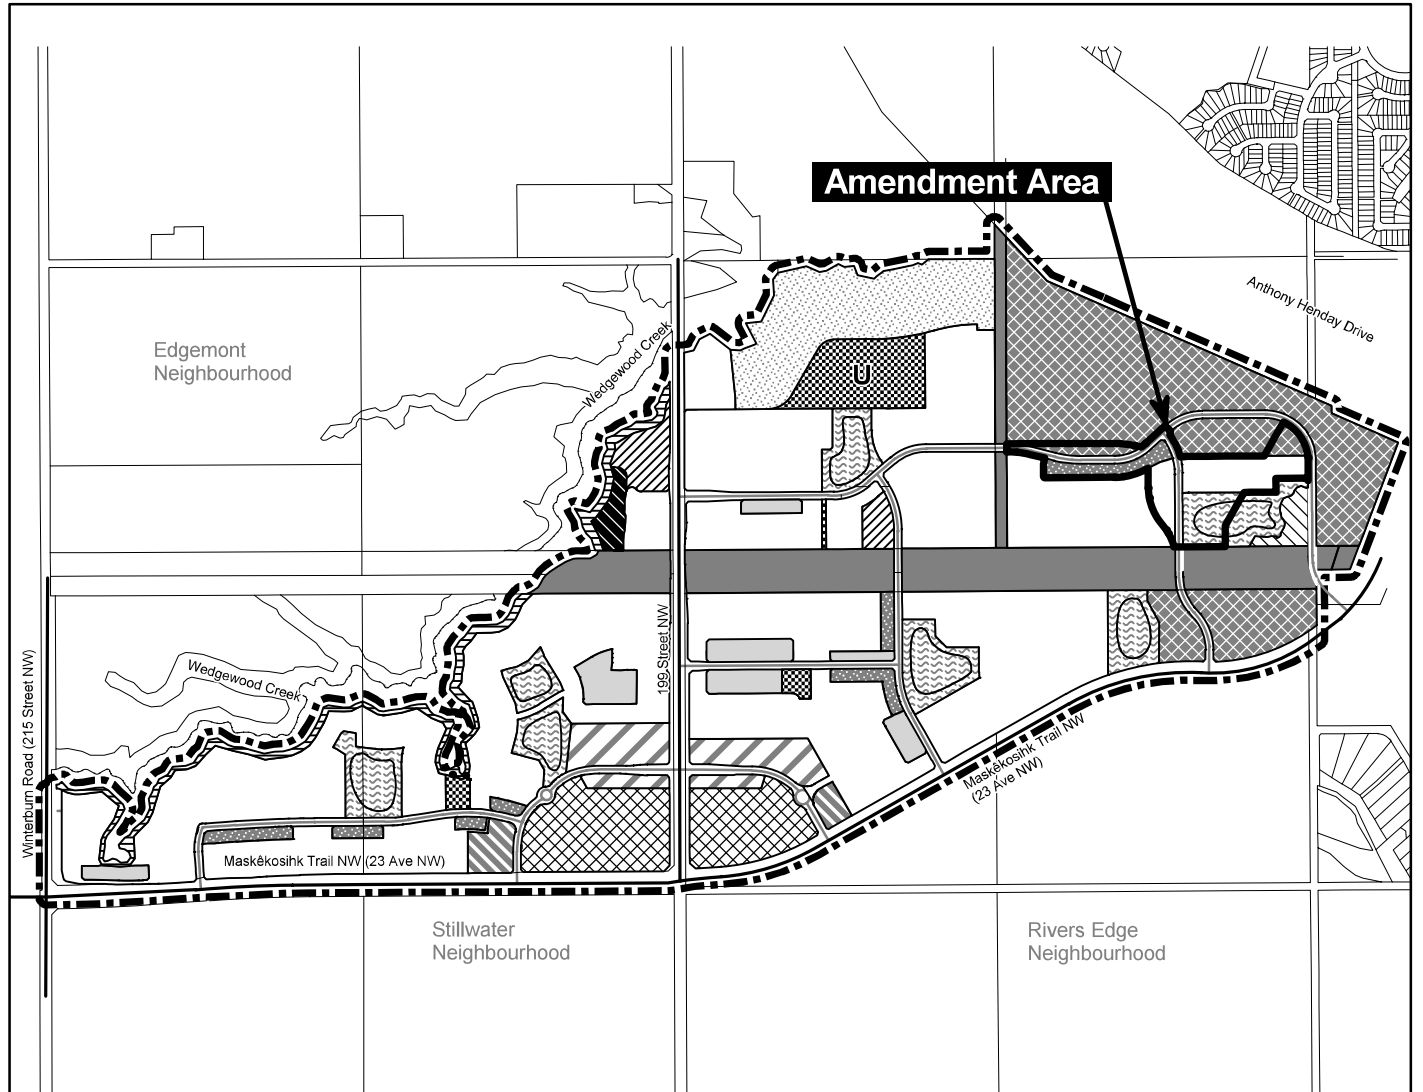 Amendment Area
Anthony Henday Drive
Edgemont
Neighbourhood
Wedgewood Creek
U
199 Street NW
Wedgewood Creek
Winterburn Road (215 Street NW)
Maskêkosihk Trail NW
(23 Ave NW)
Maskêkosihk Trail NW (23 Ave NW)
Stillwater
Neighbourhood
Rivers Edge
Neighbourhood